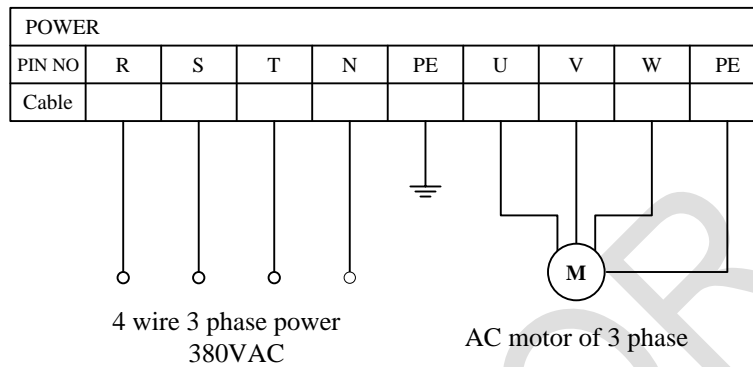 POWER
PIN NO R S T N PE U V W PE
Cable
M
4 wire 3 phase power
380VAC
AC motor of 3 phase